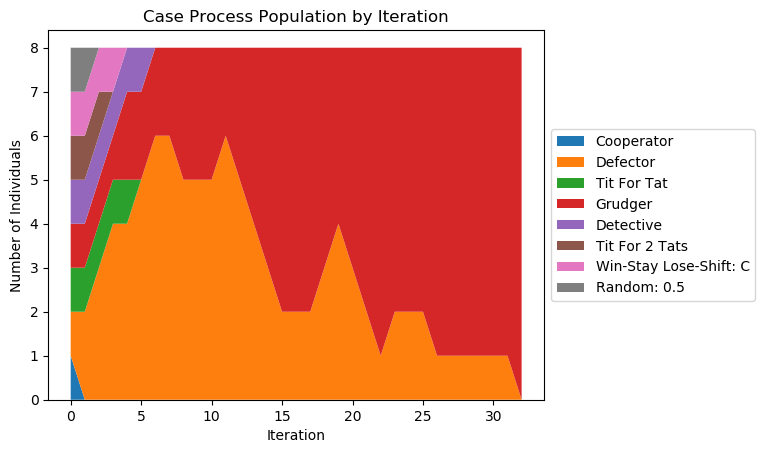 Case Process Population by Iteration
Number of Individuals
8
7
6
5
4
3
2
1
0
0 5 10 15 20 25 30
Iteration
Cooperator
Defector
Tit For Tat
Grudger
Detective
Tit For 2 Tats
Win-Stay Lose-Shift: C
Random: 0.5